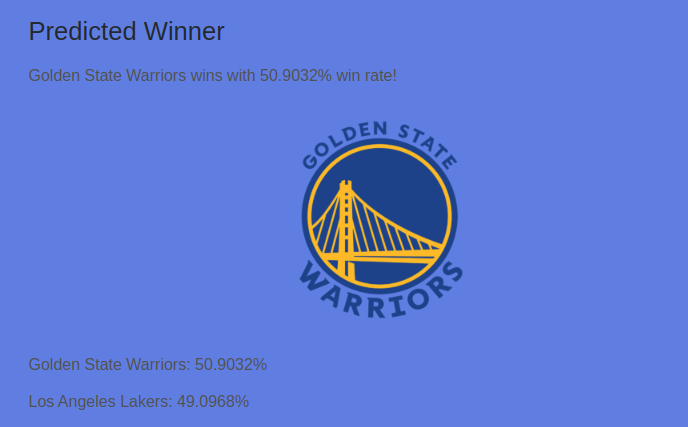 Predicted Winner
Golden State Warriors wins with 50.9032% win rate!
GOLDEN STATE
WARRIORS
Golden State Warriors: 50.9032%
Los Angeles Lakers: 49.0968%